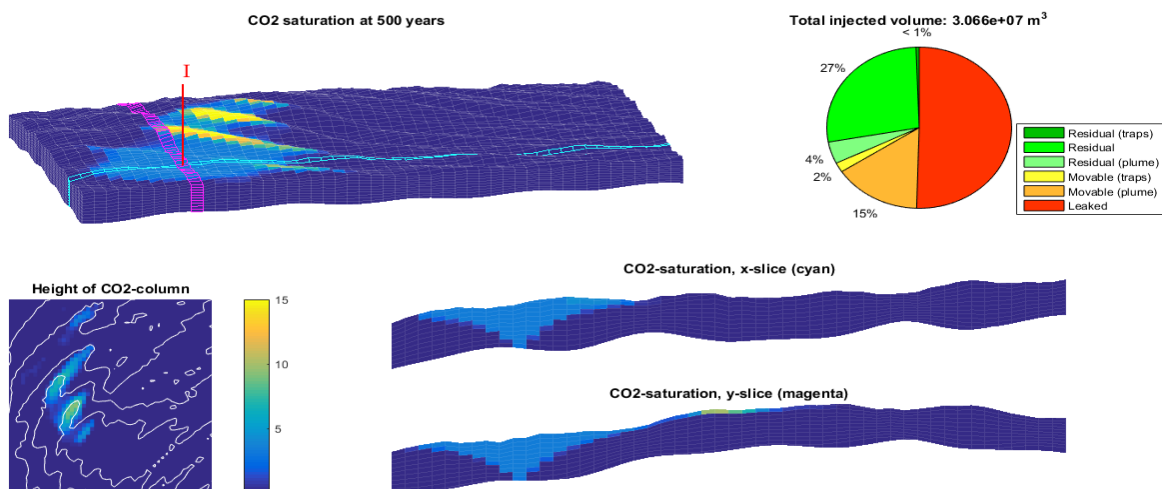 CO2 saturation at 500 years
I
Total injected volume: 3.066e+07 m³
< 1%
27%
4%
2%
15%
Residual (traps)
Residual
Residual (plume)
Movable (traps)
Movable (plume)
Leaked
Height of CO2-column
15
10
5
CO2-saturation, x-slice (cyan)
CO2-saturation, y-slice (magenta)